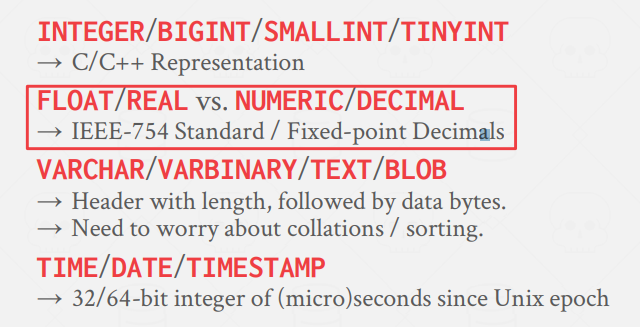 INTEGER/BIGINT/SMALLINT/TINYINT
→ C/C++ Representation
FLOAT/REAL vs. NUMERIC/DECIMAL
→ IEEE-754 Standard / Fixed-point Decimals
VARCHAR/VARBINARY/TEXT/BLOB
→ Header with length, followed by data bytes.
→ Need to worry about collations / sorting.
TIME/DATE/TIMESTAMP
→ 32/64-bit integer of (micro)seconds since Unix epoch